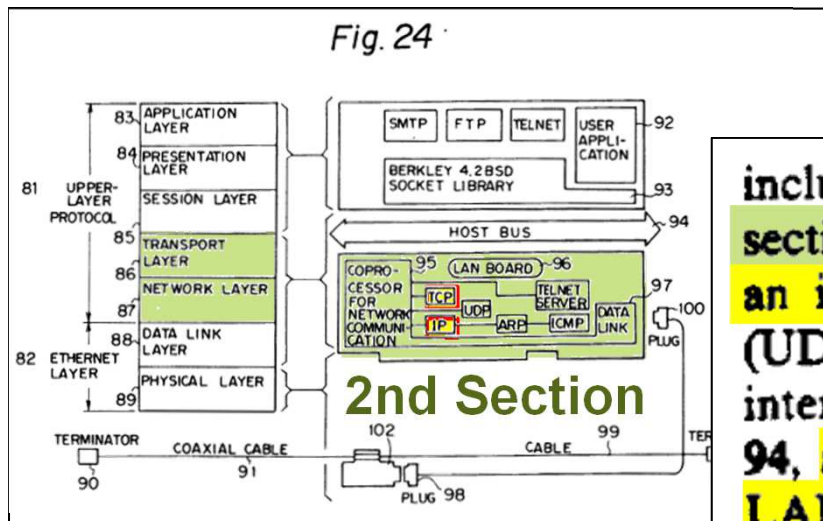 Fig. 24
83
APPLICATION
LAYER
84
PRESENTATION
LAYER
SESSION LAYER
81
UPPER-
LAYER
PROTOCOL
85
TRANSPORT
LAYER
86
NETWORK LAYER
87
82
ETHERNET
LAYER
88
DATA LINK
LAYER
PHYSICAL LAYER
89
SMTP
FTP
TELNET
USER
APPLI-
CATION
92
BERKLEY 4.2BSD
SOCKET LIBRARY
93
94
HOST BUS
COPRO-
CESSOR
FOR
NETWORK
COMMUNI-
CATION
95
LAN BOARD
96
TCP
UDP
IP
TELNET
SERVER
ARP
ICMP
DATA
LINK
97
100
PLUG
2nd Section
TERMINATOR
90
COAXIAL CABLE
91
102
CABLE
99
PLUG
98
TER
inclu
secti
an i
(UD
inter
94,
LAN